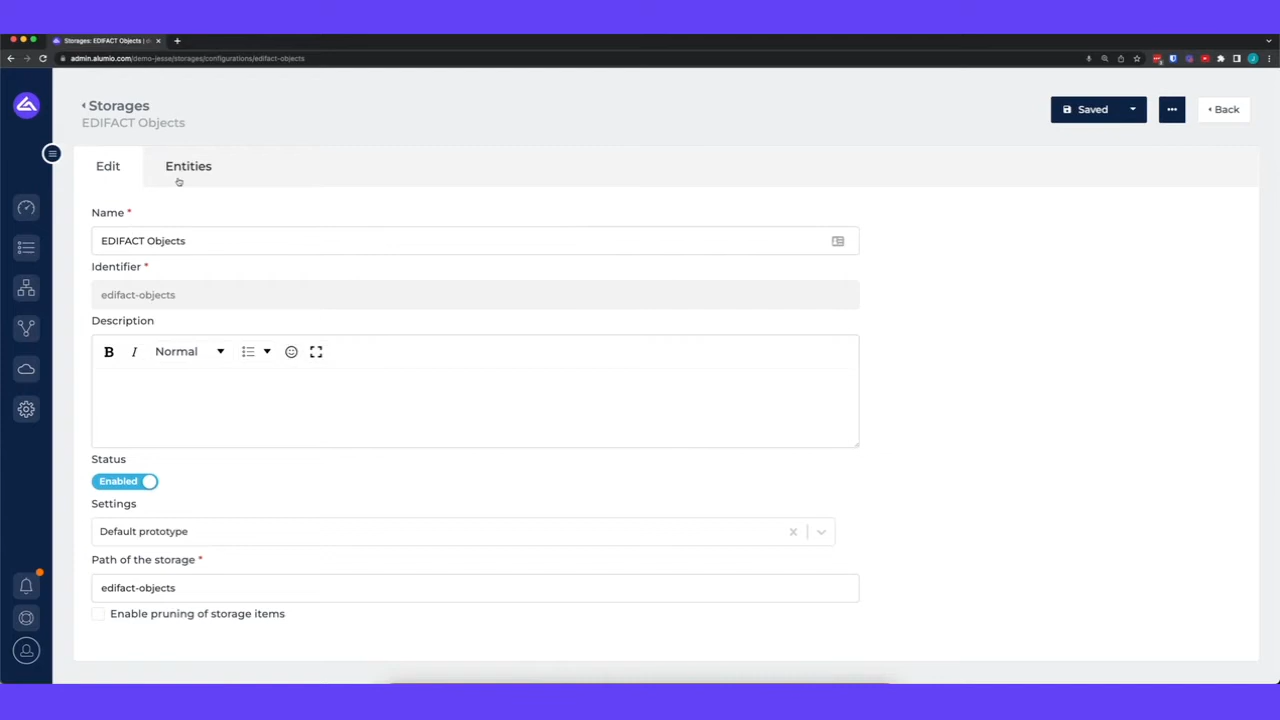 Storages: EDIFACT Objects |
admin.alumio.com/demo-jesse/storages/configurations/edifact-objects
Storages
EDIFACT Objects
Saved
Back
Edit
Entities
Name *
EDIFACT Objects
Identifier *
edifact-objects
Description
B I Normal
Status
Enabled
Settings
Default prototype
Path of the storage *
edifact-objects
Enable pruning of storage items